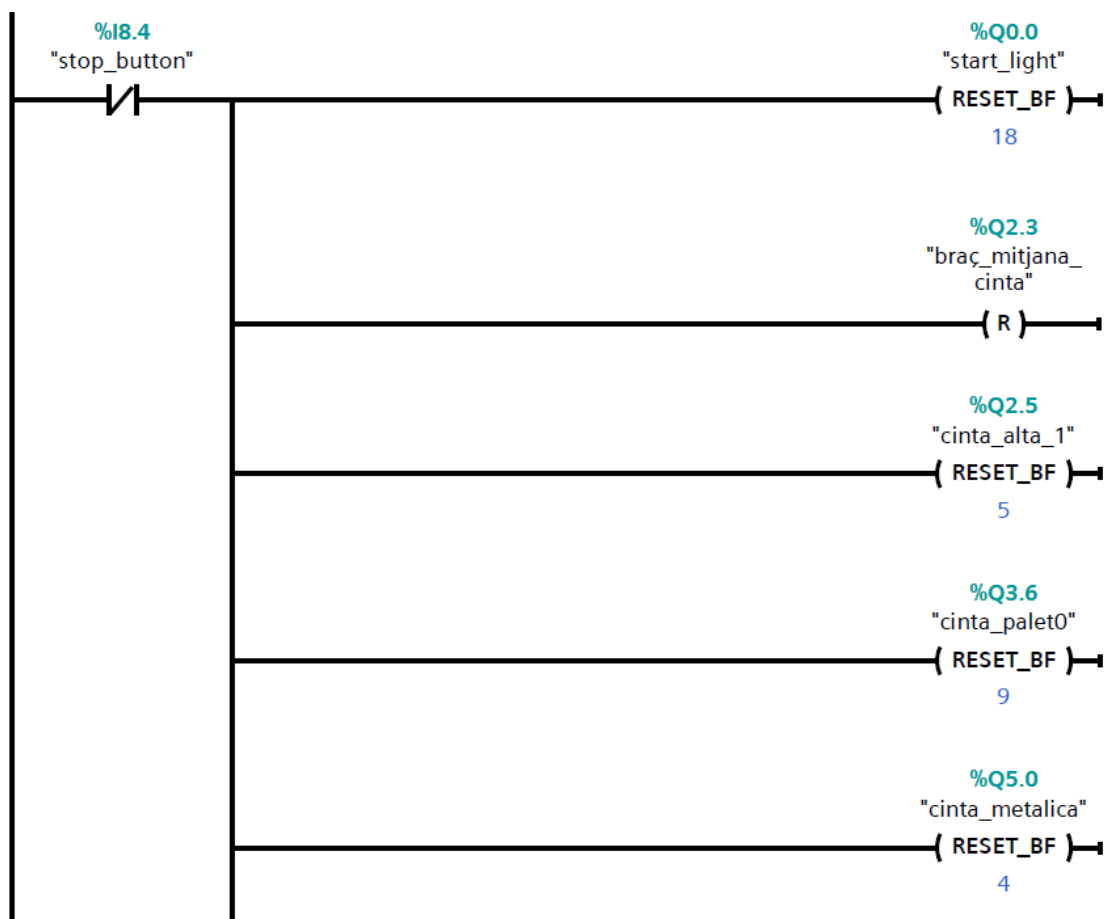 %I8.4
"stop_button"
%Q0.0
"start_light"
RESET_BF
18
%Q2.3
"braç_mitjana_
cinta"
R
%Q2.5
"cinta_alta_1"
RESET_BF
5
%Q3.6
"cinta_palet0"
RESET_BF
9
%Q5.0
"cinta_metalica"
RESET_BF
4